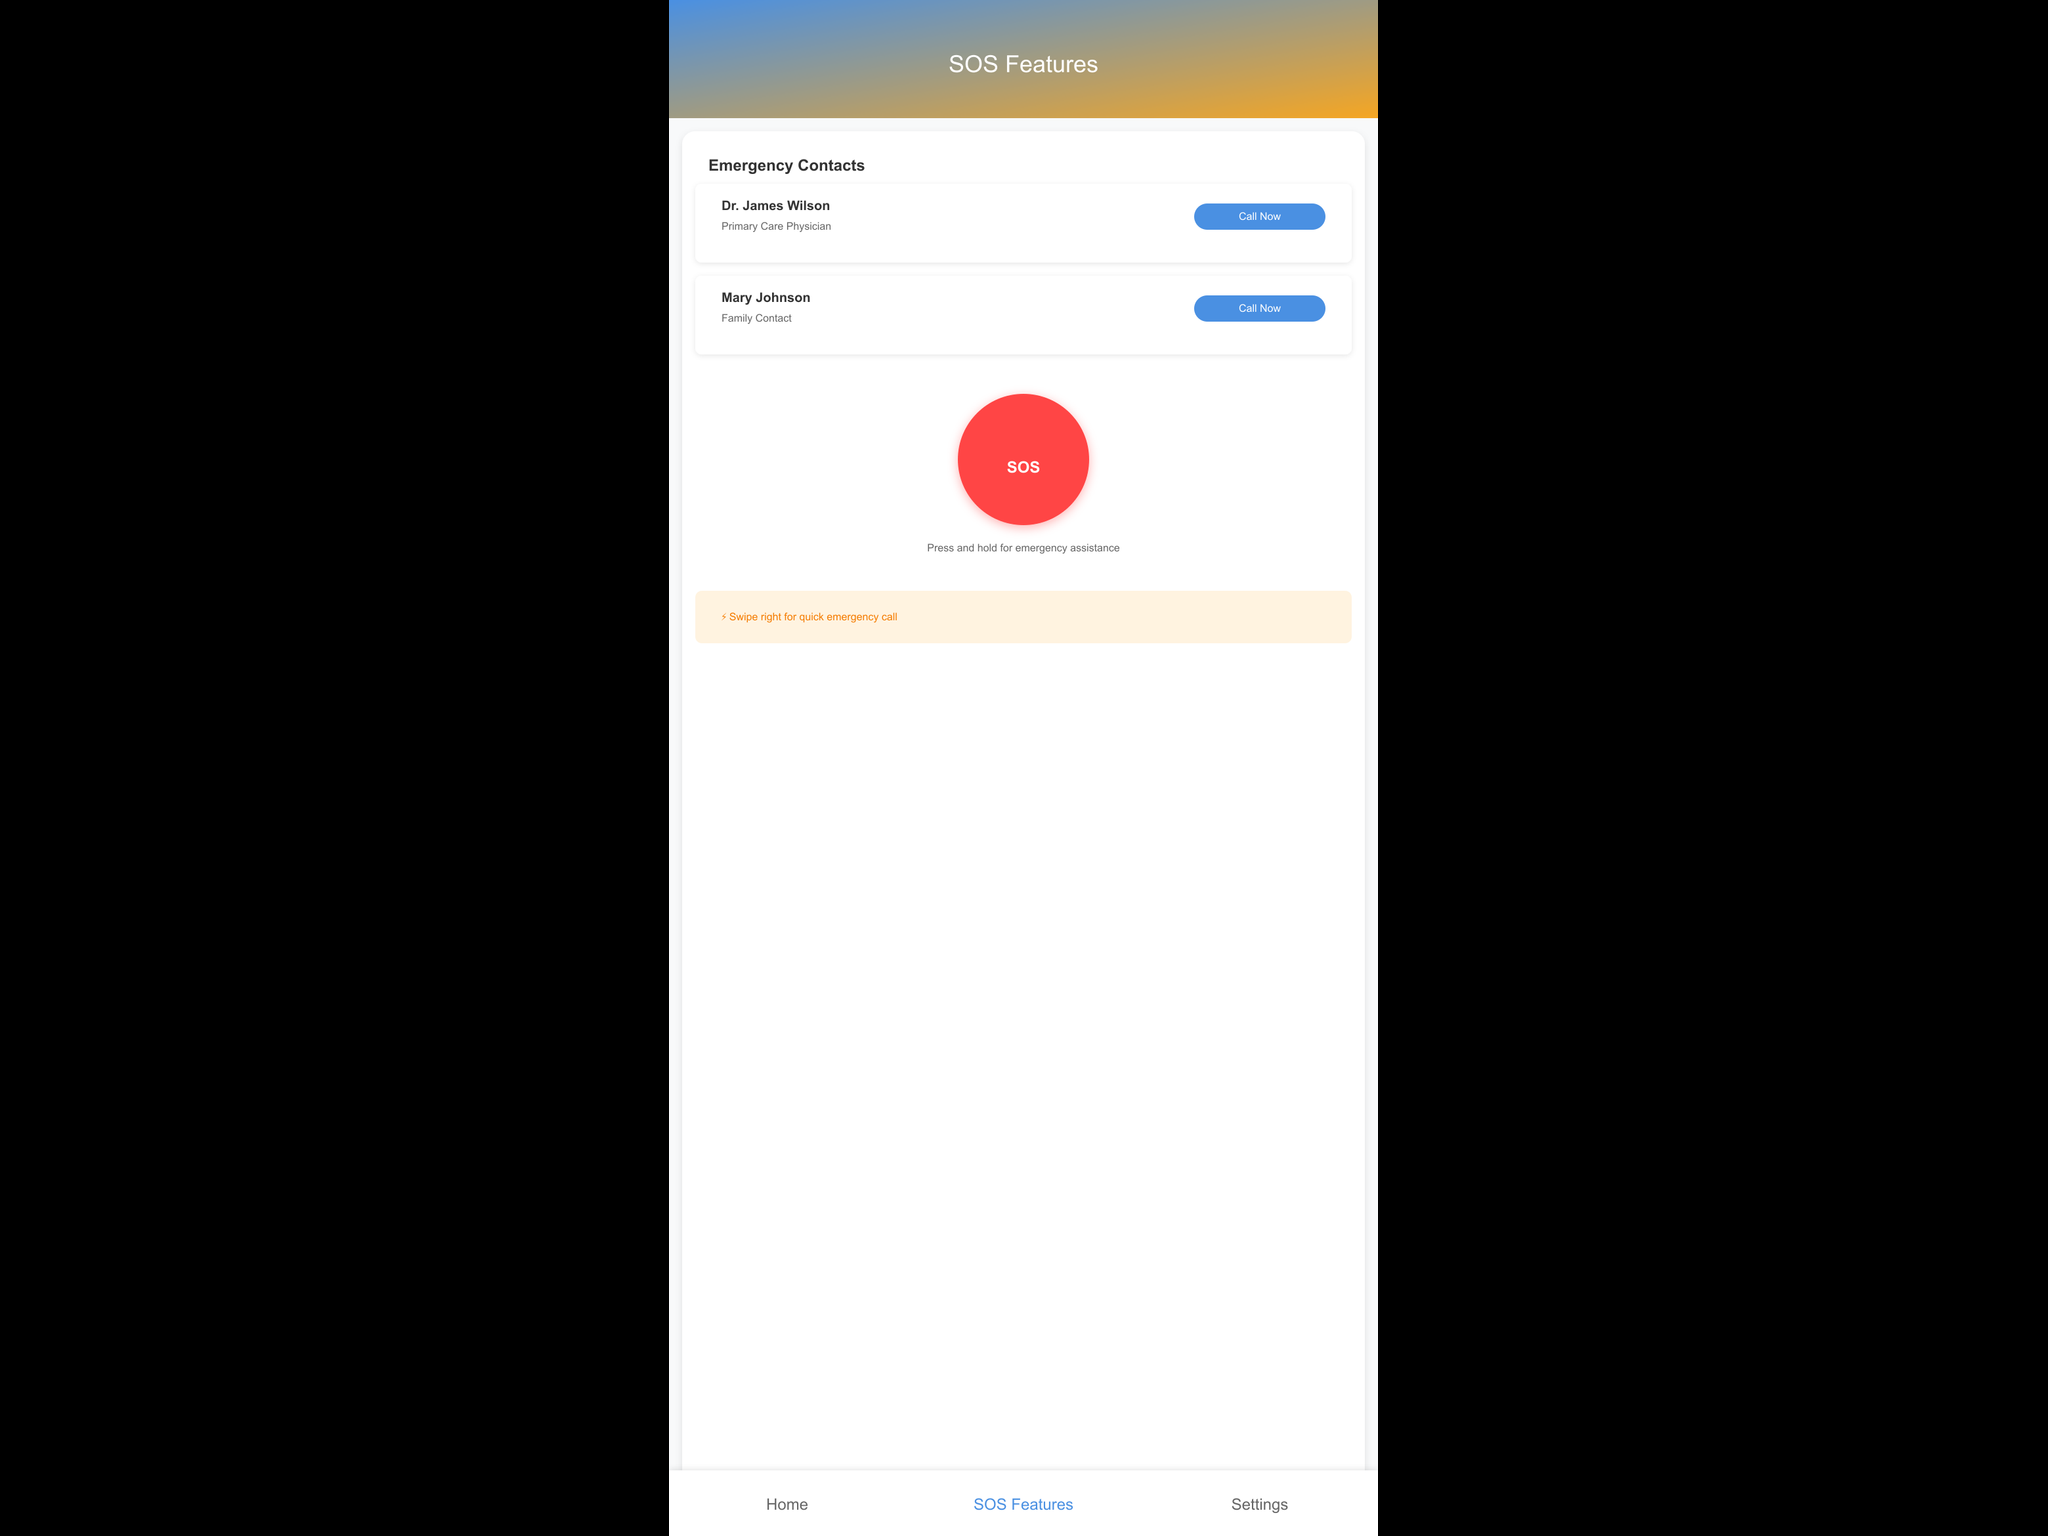 SOS Features
Emergency Contacts
Dr. James Wilson
Primary Care Physician
Call Now
Mary Johnson
Family Contact
Call Now
SOS
Press and hold for emergency assistance
⚡ Swipe right for quick emergency call
Home
SOS Features
Settings